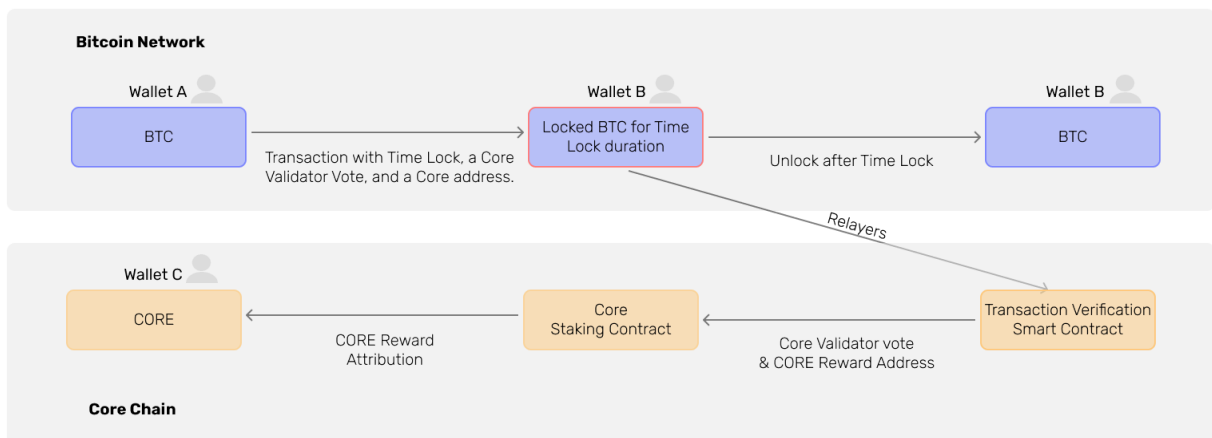 Bitcoin Network
Wallet A
BTC
Transaction with Time Lock, a Core
Validator Vote, and a Core address.
Wallet B
Locked BTC for Time
Lock duration
Unlock after Time Lock
Wallet B
BTC
Relayers
Wallet C
CORE
CORE Reward
Attribution
Core
Staking Contract
Core Validator vote
& CORE Reward Address
Transaction Verification
Smart Contract
Core Chain